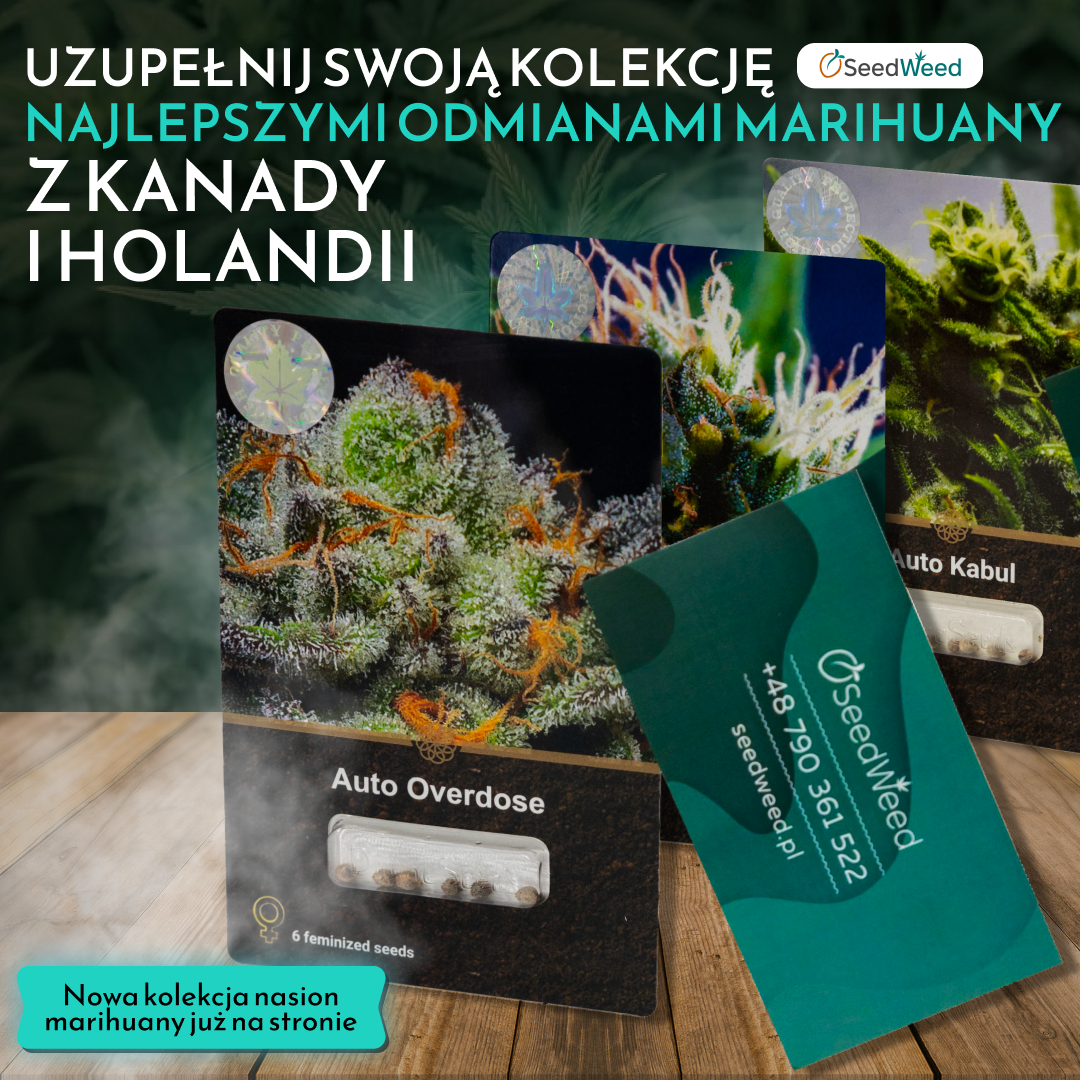 UZUPEŁNIJ SWOJĄ KOLEKCJĘ
SeedWeed
NAJLEPSZYMI ODMIANAMI MARIHUANY
Z KANADY
I HOLANDII
Auto Kabul
Auto Overdose
6 feminized seeds
SeedWeed
+48 790 361 522
seedweed.pl
Nowa kolekcja nasion
marihuany już na stronie